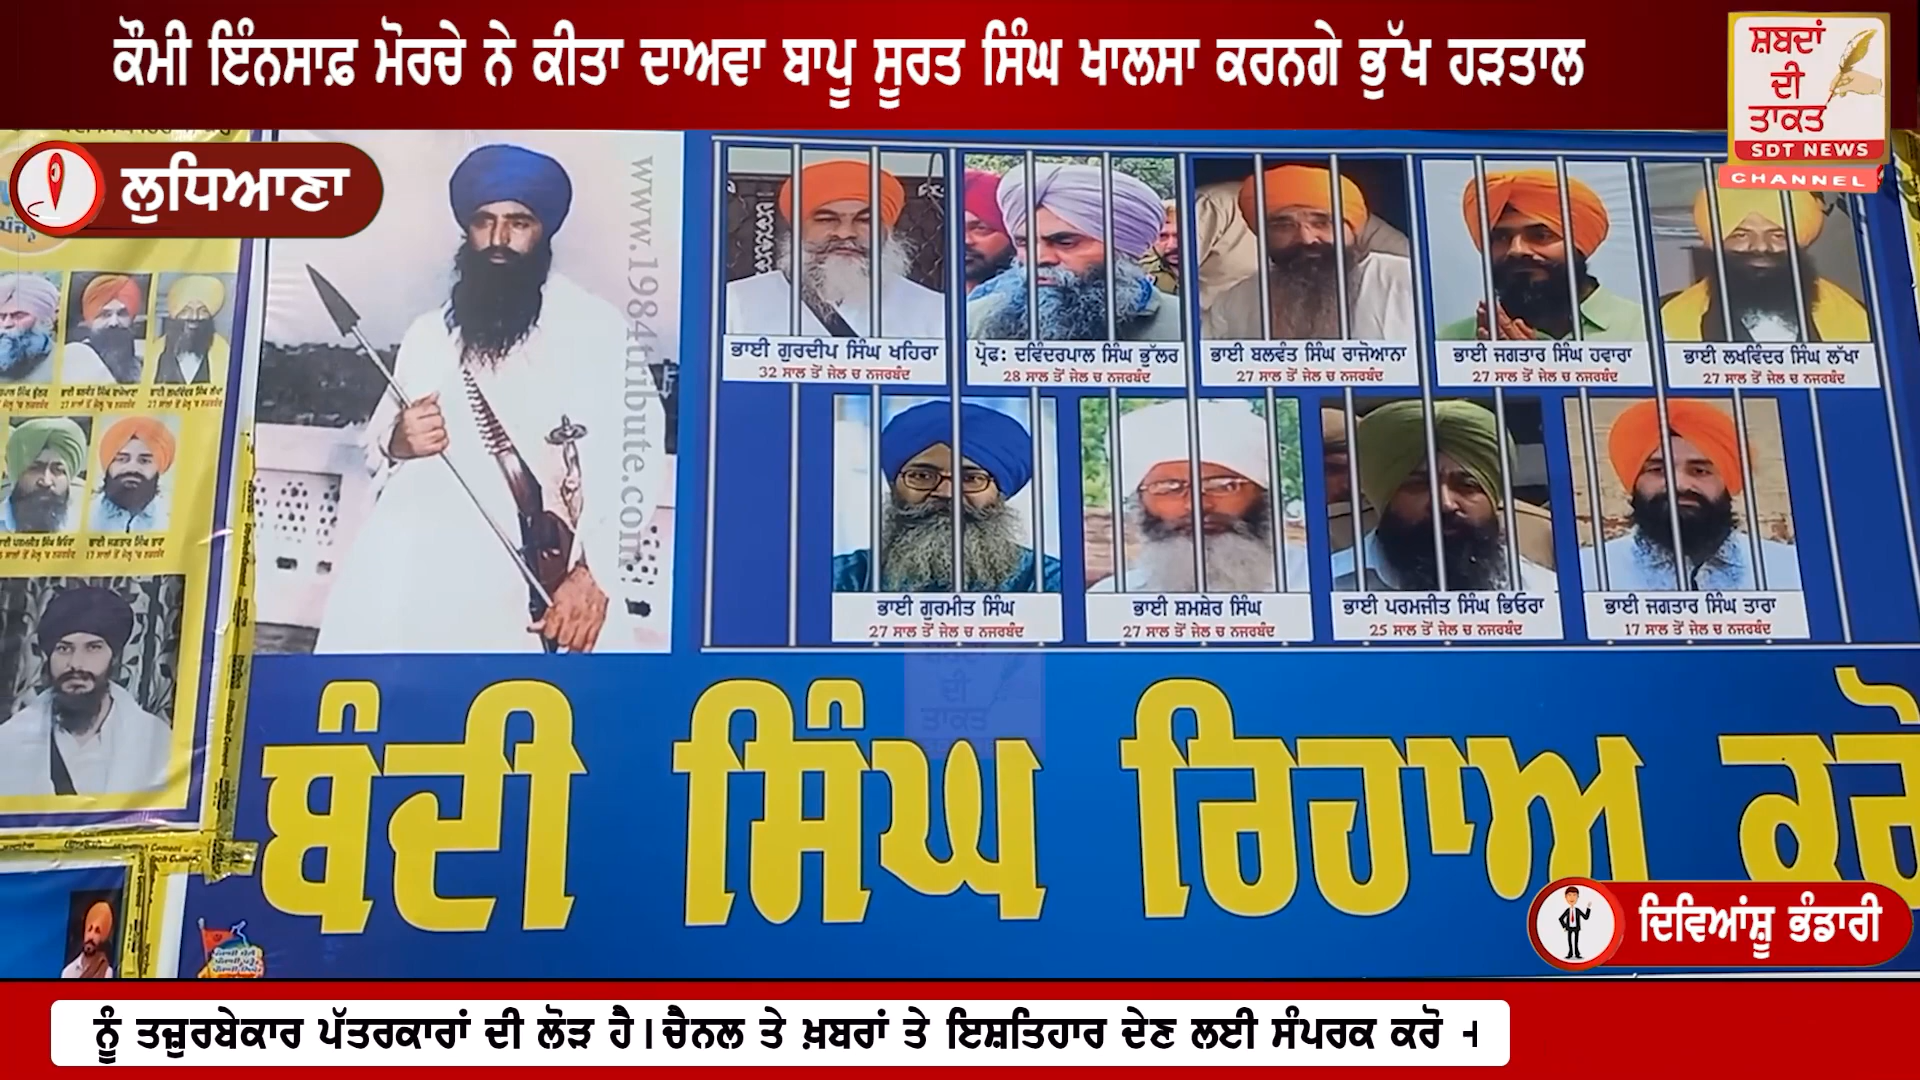 ਕੌਮੀ ਇੰਨਸਾਫ਼ ਮੋਰਚੇ ਨੇ ਕੀਤਾ ਦਾਅਵਾ ਬਾਪੂ ਸੂਰਤ ਸਿੰਘ ਖਾਲਸਾ ਕਰਨਗੇ ਭੁੱਖ ਹੜਤਾਲ
ਸ਼ਬਦਾਂ
ਦੀ
ਤਾਕਤ
SDT NEWS
CHANNEL
ਲੁਧਿਆਣਾ
www.1984tribute.com
ਭਾਈ ਗੁਰਦੀਪ ਸਿੰਘ ਖਹਿਰਾ
32 ਸਾਲ ਤੋਂ ਜੇਲ ਚ ਨਜਰਬੰਦ
ਪ੍ਰੋਫ: ਦਵਿੰਦਰਪਾਲ ਸਿੰਘ ਭੁੱਲਰ
28 ਸਾਲ ਤੋਂ ਜੇਲ ਚ ਨਜਰਬੰਦ
ਭਾਈ ਬਲਵੰਤ ਸਿੰਘ ਰਾਜੋਆਨਾ
27 ਸਾਲ ਤੋਂ ਜੇਲ ਚ ਨਜਰਬੰਦ
ਭਾਈ ਜਗਤਾਰ ਸਿੰਘ ਹਵਾਰਾ
27 ਸਾਲ ਤੋਂ ਜੇਲ ਚ ਨਜਰਬੰਦ
ਭਾਈ ਲਖਵਿੰਦਰ ਸਿੰਘ ਲੱਖਾ
27 ਸਾਲ ਤੋਂ ਜੇਲ ਚ ਨਜਰਬੰਦ
ਭਾਈ ਗੁਰਮੀਤ ਸਿੰਘ
27 ਸਾਲ ਤੋਂ ਜੇਲ ਚ ਨਜਰਬੰਦ
ਭਾਈ ਸ਼ਮਸ਼ੇਰ ਸਿੰਘ
27 ਸਾਲ ਤੋਂ ਜੇਲ ਚ ਨਜਰਬੰਦ
ਭਾਈ ਪਰਮਜੀਤ ਸਿੰਘ ਭਿਓਰਾ
25 ਸਾਲ ਤੋਂ ਜੇਲ ਚ ਨਜਰਬੰਦ
ਭਾਈ ਜਗਤਾਰ ਸਿੰਘ ਤਾਰਾ
17 ਸਾਲ ਤੋਂ ਜੇਲ ਚ ਨਜਰਬੰਦ
ਸ਼ਬਦਾਂ
ਦੀ
ਤਾਕਤ
ਬੰਦੀ ਸਿੰਘ ਰਿਹਾਅ ਕਰੋ
ਦਿਵਿਆਂਸ਼ੂ ਭੰਡਾਰੀ
ਨੂੰ ਤਜ਼ੁਰਬੇਕਾਰ ਪੱਤਰਕਾਰਾਂ ਦੀ ਲੋੜ ਹੈ।ਚੈਨਲ ਤੇ ਖ਼ਬਰਾਂ ਤੇ ਇਸ਼ਤਿਹਾਰ ਦੇਣ ਲਈ ਸੰਪਰਕ ਕਰੋ